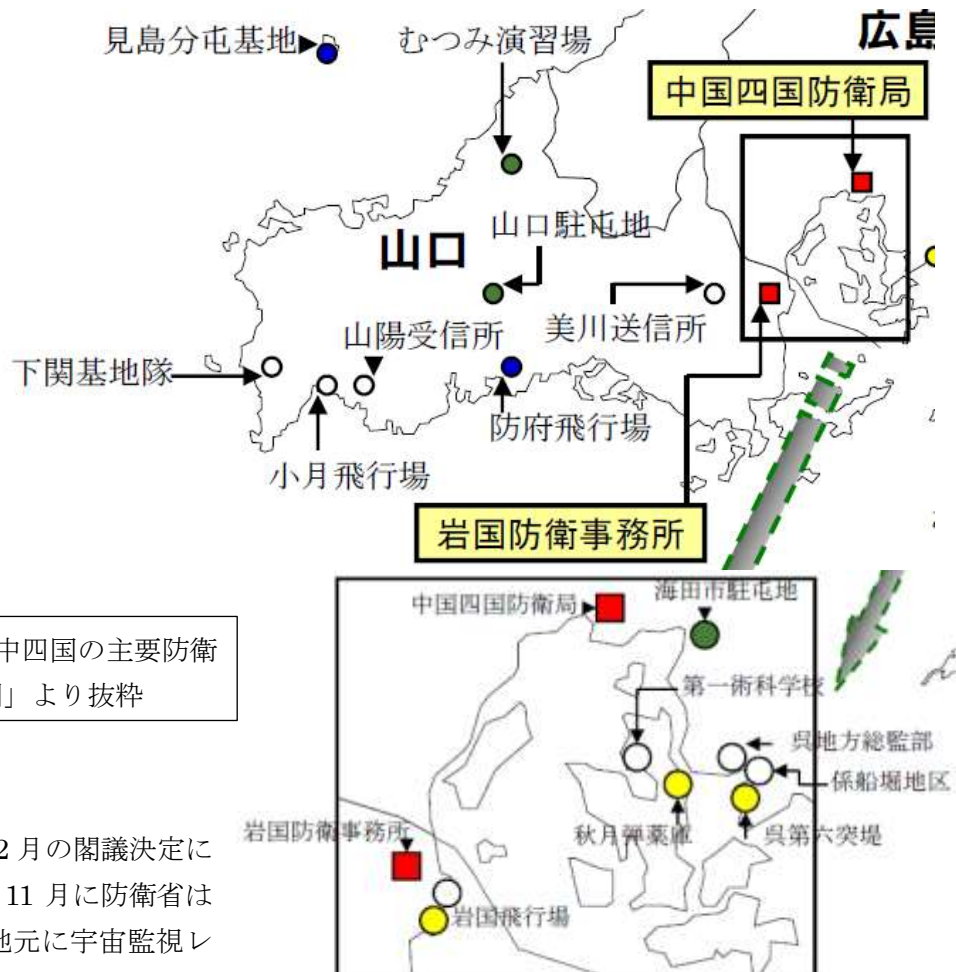 見島分屯基地
むつみ演習場
広島
中国四国防衛局
山口駐屯地
山口
山陽受信所
美川送信所
下関基地隊
防府飛行場
小月飛行場
岩国防衛事務所
中国四国防衛局
海田市駐屯地
中四国の主要防衛
」より抜粋
第一術科学校
呉地方総監部
係船堀地区
岩国防衛事務所
秋月弾薬庫
呉第六突堤
2月の閣議決定に
11月に防衛省は
岩国飛行場
地元に宇宙監視レ